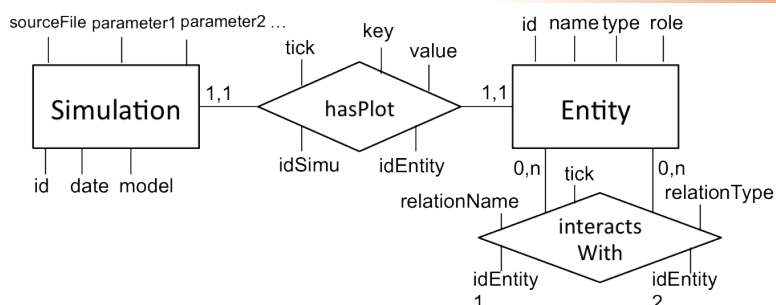 sourceFile parameter1 parameter2 ...
Simulation
id date model
1,1
tick
key
value
hasPlot
idSimu
idEntity
1,1
id name type role
Entity
0,n
tick
0,n
relationName
relationType
interacts
With
idEntity
1
idEntity
2